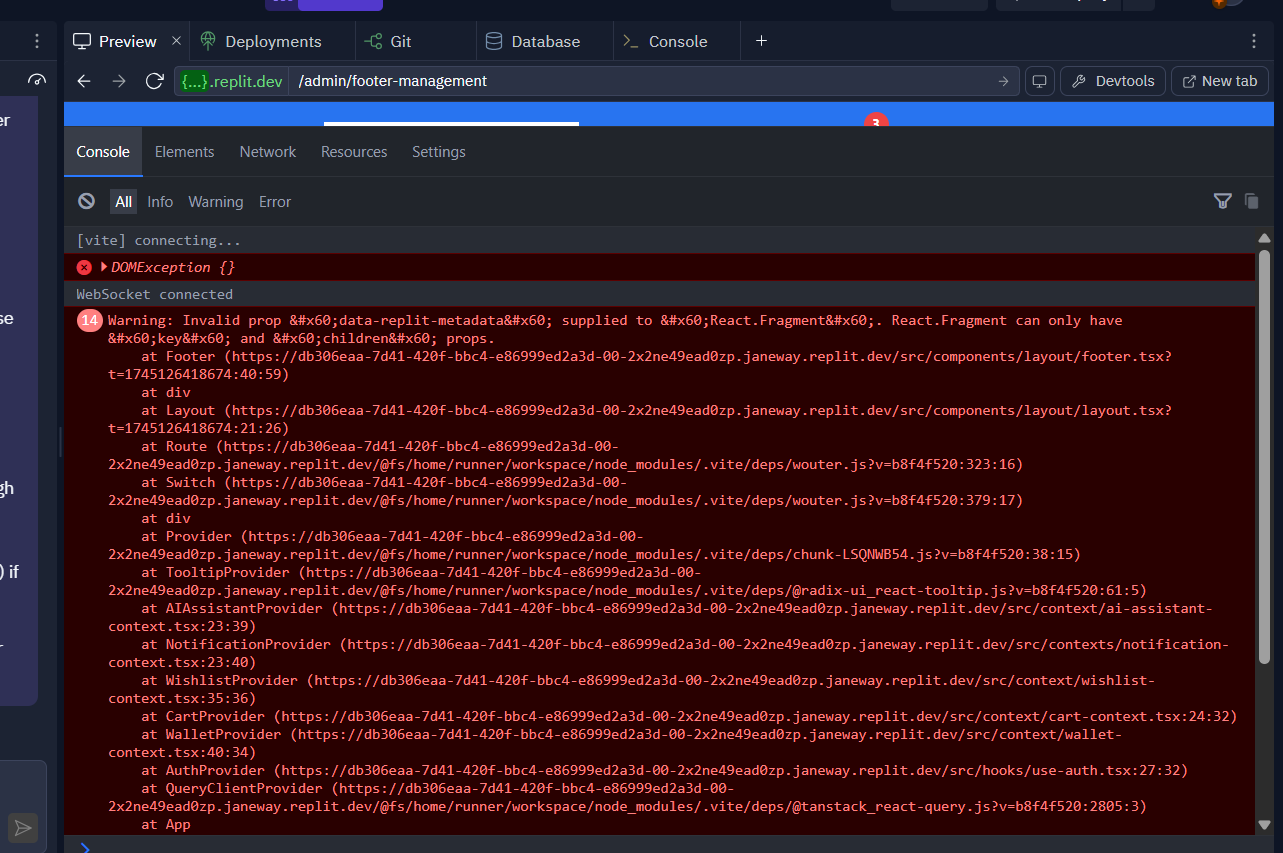 Preview
Deployments
Git
Database
Console
{...}.replit.dev
/admin/footer-management
Devtools
New tab
3
Console
Elements
Network
Resources
Settings
All
Info
Warning
Error
[vite] connecting...
DOMException {}
WebSocket connected
14
Warning: Invalid prop &#x60;data-replit-metadata&#x60; supplied to &#x60;React.Fragment&#x60;. React.Fragment can only have
&#x60;key&#x60; and &#x60;children&#x60; props.
at Footer (https://db306eaa-7d41-420f-bbc4-e86999ed2a3d-00-2x2ne49ead0zp.janeway.replit.dev/src/components/layout/footer.tsx?
t=1745126418674:40:59)
at div
at Layout (https://db306eaa-7d41-420f-bbc4-e86999ed2a3d-00-2x2ne49ead0zp.janeway.replit.dev/src/components/layout/layout.tsx?
t=1745126418674:21:26)
at Route (https://db306eaa-7d41-420f-bbc4-e86999ed2a3d-00-
2x2ne49ead0zp.janeway.replit.dev/@fs/home/runner/workspace/node_modules/.vite/deps/wouter.js?v=b8f4f520:323:16)
at Switch (https://db306eaa-7d41-420f-bbc4-e86999ed2a3d-00-
2x2ne49ead0zp.janeway.replit.dev/@fs/home/runner/workspace/node_modules/.vite/deps/wouter.js?v=b8f4f520:379:17)
at div
at Provider (https://db306eaa-7d41-420f-bbc4-e86999ed2a3d-00-
2x2ne49ead0zp.janeway.replit.dev/@fs/home/runner/workspace/node_modules/.vite/deps/chunk-LSQNWB54.js?v=b8f4f520:38:15)
at TooltipProvider (https://db306eaa-7d41-420f-bbc4-e86999ed2a3d-00-
2x2ne49ead0zp.janeway.replit.dev/@fs/home/runner/workspace/node_modules/.vite/deps/@radix-ui_react-tooltip.js?v=b8f4f520:61:5)
at AIAssistantProvider (https://db306eaa-7d41-420f-bbc4-e86999ed2a3d-00-2x2ne49ead0zp.janeway.replit.dev/src/context/ai-assistant-
context.tsx:23:39)
at NotificationProvider (https://db306eaa-7d41-420f-bbc4-e86999ed2a3d-00-2x2ne49ead0zp.janeway.replit.dev/src/contexts/notification-
context.tsx:23:40)
at WishlistProvider (https://db306eaa-7d41-420f-bbc4-e86999ed2a3d-00-2x2ne49ead0zp.janeway.replit.dev/src/context/wishlist-
context.tsx:35:36)
at CartProvider (https://db306eaa-7d41-420f-bbc4-e86999ed2a3d-00-2x2ne49ead0zp.janeway.replit.dev/src/context/cart-context.tsx:24:32)
at WalletProvider (https://db306eaa-7d41-420f-bbc4-e86999ed2a3d-00-2x2ne49ead0zp.janeway.replit.dev/src/context/wallet-
context.tsx:40:34)
at AuthProvider (https://db306eaa-7d41-420f-bbc4-e86999ed2a3d-00-2x2ne49ead0zp.janeway.replit.dev/src/hooks/use-auth.tsx:27:32)
at QueryClientProvider (https://db306eaa-7d41-420f-bbc4-e86999ed2a3d-00-
2x2ne49ead0zp.janeway.replit.dev/@fs/home/runner/workspace/node_modules/.vite/deps/@tanstack_react-query.js?v=b8f4f520:2805:3)
at App
er
se
gh
) if